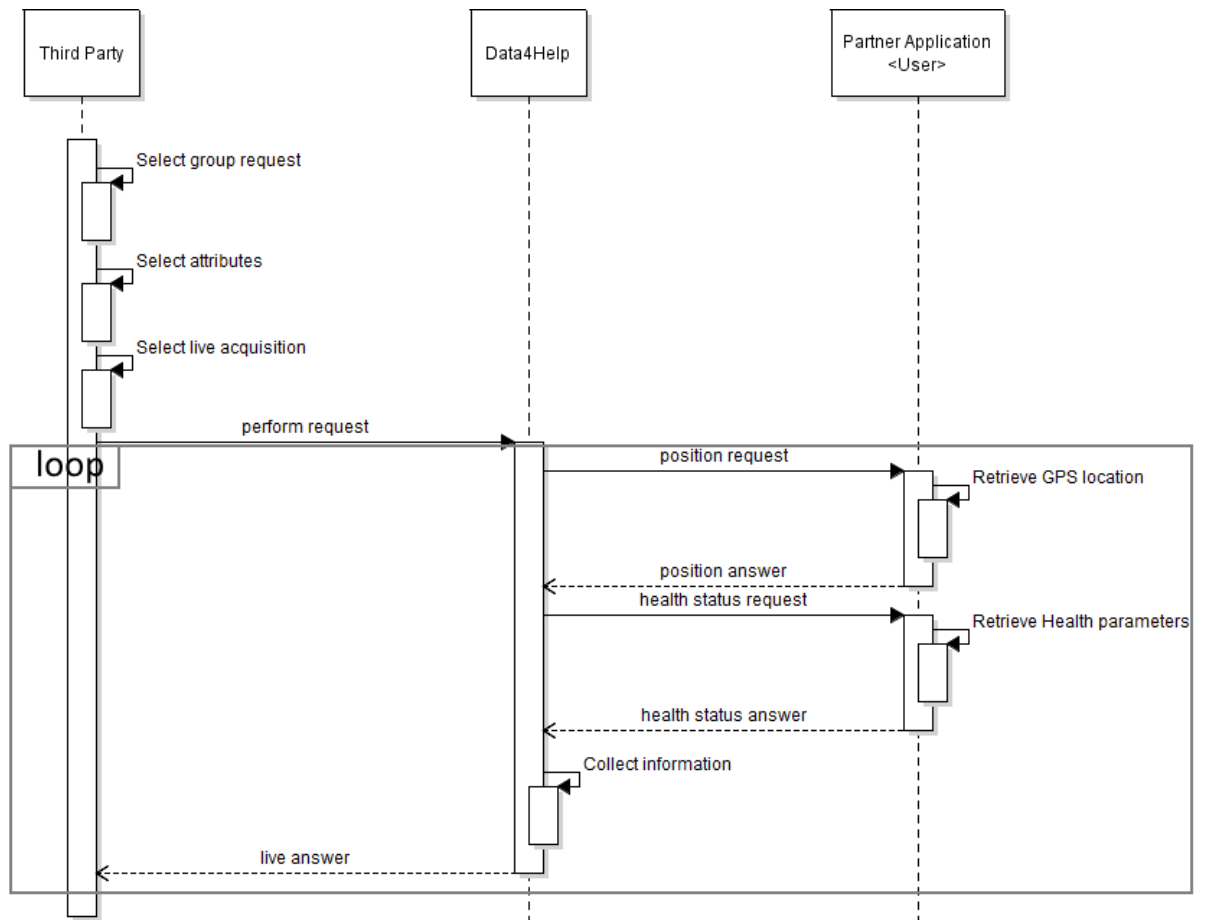 Third Party
Data4Help
Partner Application
<User>
Select group request
Select attributes
Select live acquisition
perform request
loop
position request
Retrieve GPS location
position answer
health status request
Retrieve Health parameters
health status answer
Collect information
live answer